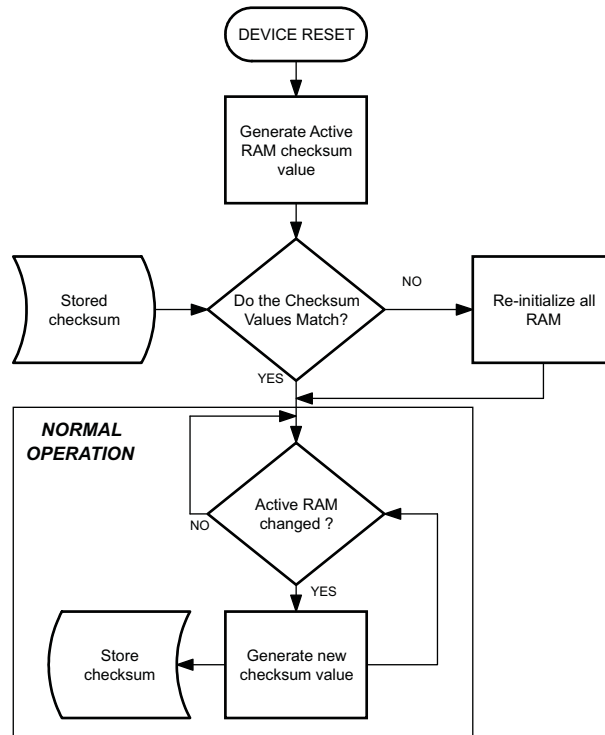 DEVICE RESET
Generate Active
RAM checksum
value
Stored
checksum
Do the Checksum
Values Match?
NO
Re-initialize all
RAM
YES
NORMAL
OPERATION
Active RAM
changed ?
NO
YES
Store
checksum
Generate new
checksum value